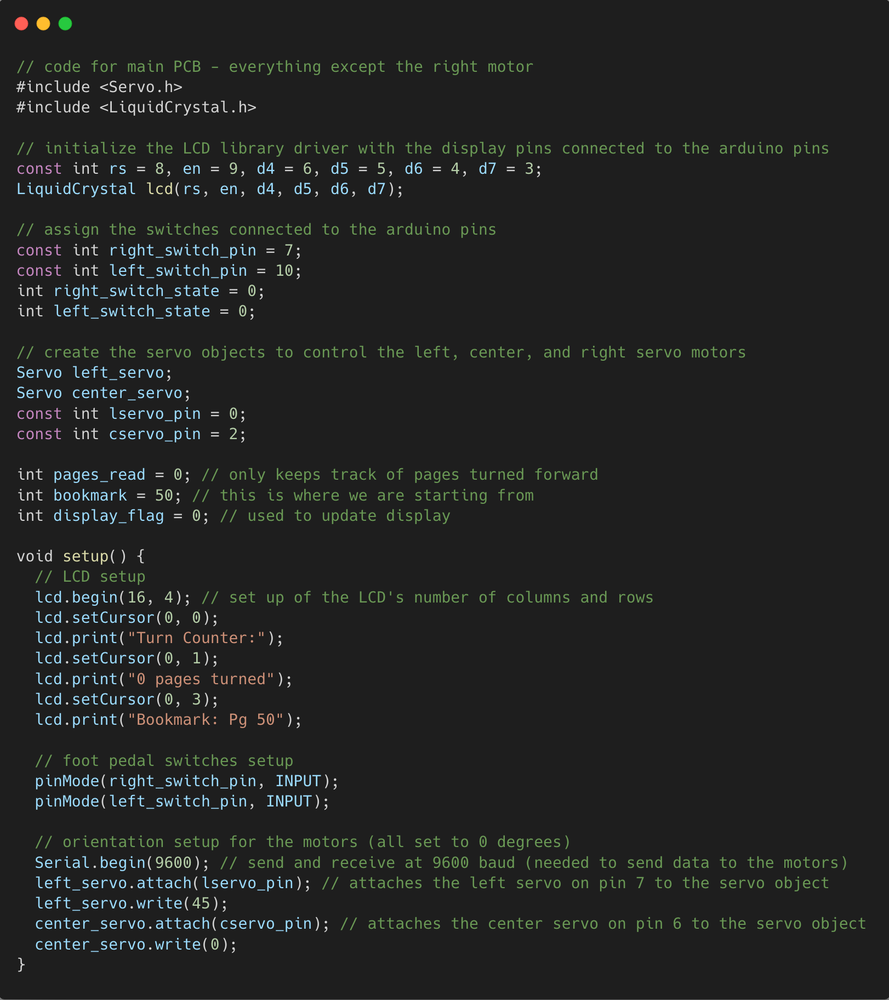 // code for main PCB – everything except the right motor
#include <Servo.h>
#include <LiquidCrystal.h>

// initialize the LCD library driver with the display pins connected to the arduino pins
const int rs = 8, en = 9, d4 = 6, d5 = 5, d6 = 4, d7 = 3;
LiquidCrystal lcd(rs, en, d4, d5, d6, d7);

// assign the switches connected to the arduino pins
const int right_switch_pin = 7;
const int left_switch_pin = 10;
int right_switch_state = 0;
int left_switch_state = 0;

// create the servo objects to control the left, center, and right servo motors
Servo left_servo;
Servo center_servo;
const int lservo_pin = 0;
const int cservo_pin = 2;

int pages_read = 0; // only keeps track of pages turned forward
int bookmark = 50; // this is where we are starting from
int display_flag = 0; // used to update display

void setup() {
  // LCD setup
  lcd.begin(16, 4); // set up of the LCD's number of columns and rows
  lcd.setCursor(0, 0);
  lcd.print("Turn Counter:");
  lcd.setCursor(0, 1);
  lcd.print("0 pages turned");
  lcd.setCursor(0, 3);
  lcd.print("Bookmark: Pg 50");

  // foot pedal switches setup
  pinMode(right_switch_pin, INPUT);
  pinMode(left_switch_pin, INPUT);

  // orientation setup for the motors (all set to 0 degrees)
  Serial.begin(9600); // send and receive at 9600 baud (needed to send data to the motors)
  left_servo.attach(lservo_pin); // attaches the left servo on pin 7 to the servo object
  left_servo.write(45);
  center_servo.attach(cservo_pin); // attaches the center servo on pin 6 to the servo object
  center_servo.write(0);
}